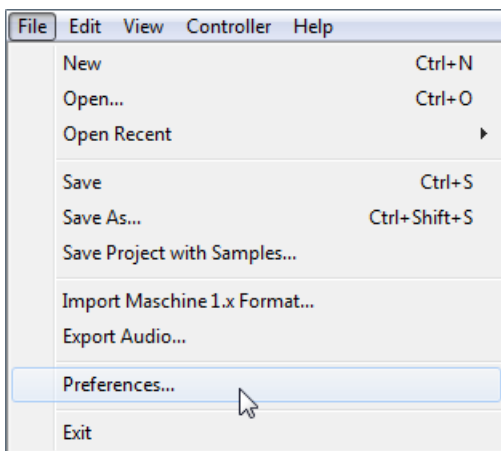 File Edit View Controller Help
New Ctrl+N
Open... Ctrl+O
Open Recent
Save Ctrl+S
Save As... Ctrl+Shift+S
Save Project with Samples...
Import Maschine 1.x Format...
Export Audio...
Preferences...
Exit